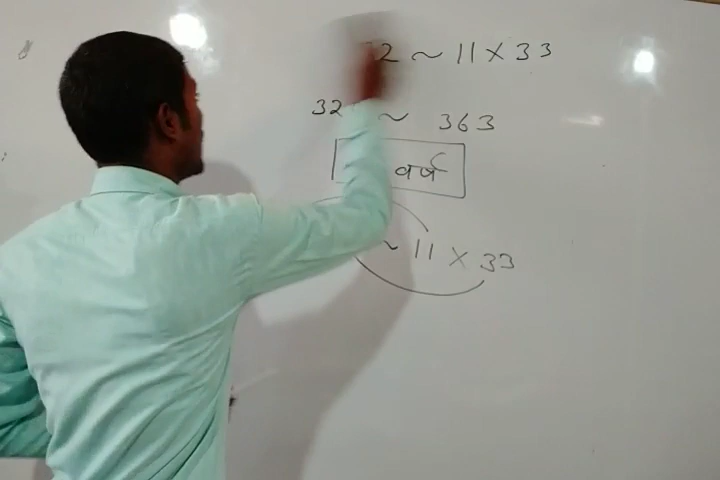 2 ~ 11 × 33
32 ~ 363
वर्ष
~ 11 × 33